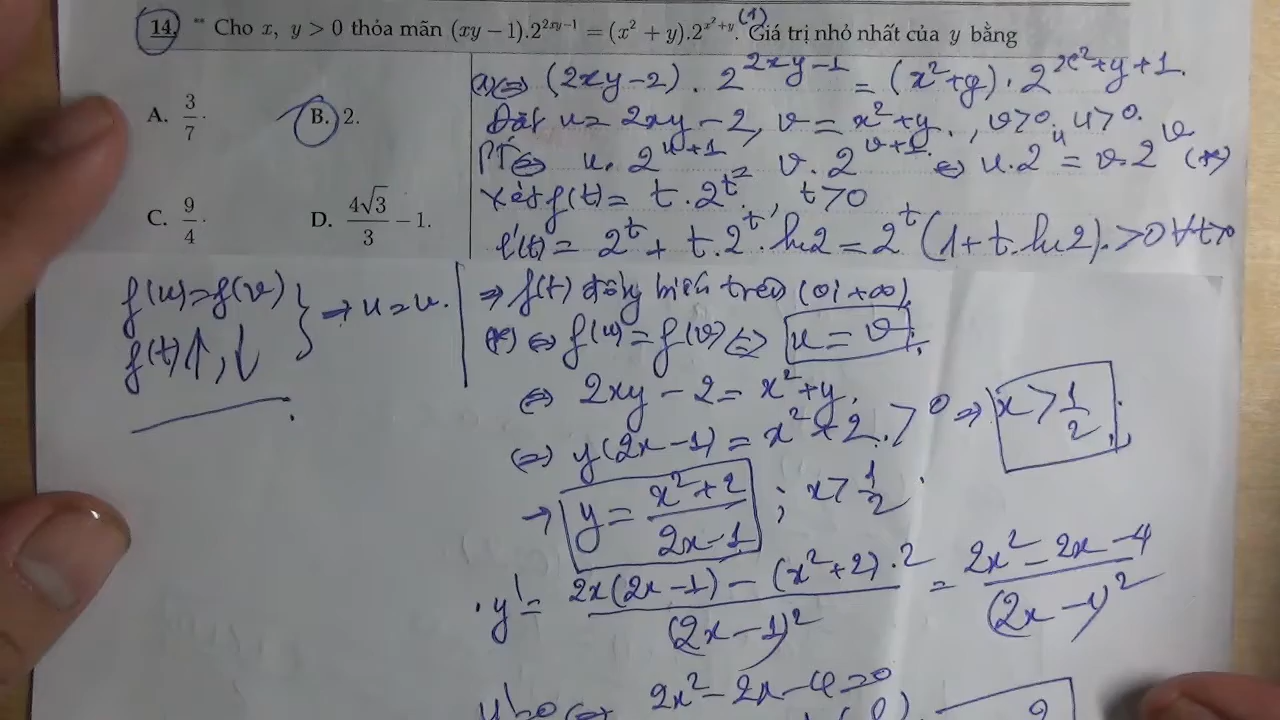 14. ** Cho x, y > 0 thỏa mãn (xy − 1).2^{2xy−1} = (x² + y).2^{x²+y}. (1) Giá trị nhỏ nhất của y bằng
A. 3/7.
B. 2.
C. 9/4.
D. 4√3/3 − 1.
(1) ⇔ (2xy−2). 2^{2xy−1} = (x²+y). 2^{x²+y+1}.
Đặt u = 2xy−2, v = x²+y., v>0, u>0.
PT ⇔ u. 2^{u+1} = v. 2^{v+1}. ⇔ u.2^u = v.2^v (*)
Xét f(t) = t.2^t., t>0
f'(t) = 2^t + t.2^t.ln2 = 2^t(1+t.ln2).>0 ∀t>0
⇒ f(t) đồng biến trên (0;+∞).
(*) ⇔ f(u)=f(v) ⇔ u = v.
f(u)=f(v)
f(t)↑,↓ } → u=v.
⇔ 2xy−2 = x²+y.
⇔ y(2x−1) = x²+2. >0 ⇒ x > 1/2.
→ y = (x²+2)/(2x−1) ; x > 1/2.
. y' = (2x(2x−1) − (x²+2).2)/(2x−1)² = (2x²−2x−4)/(2x−1)²
y'=0 ⇔ 2x²−2x−4=0